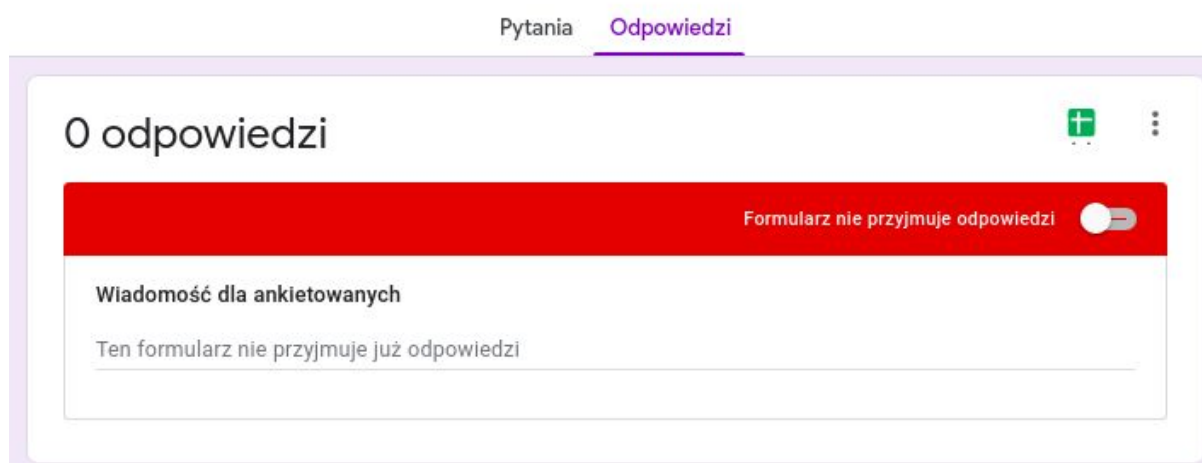 Pytania Odpowiedzi
0 odpowiedzi
Formularz nie przyjmuje odpowiedzi
Wiadomość dla ankietowanych
Ten formularz nie przyjmuje już odpowiedzi